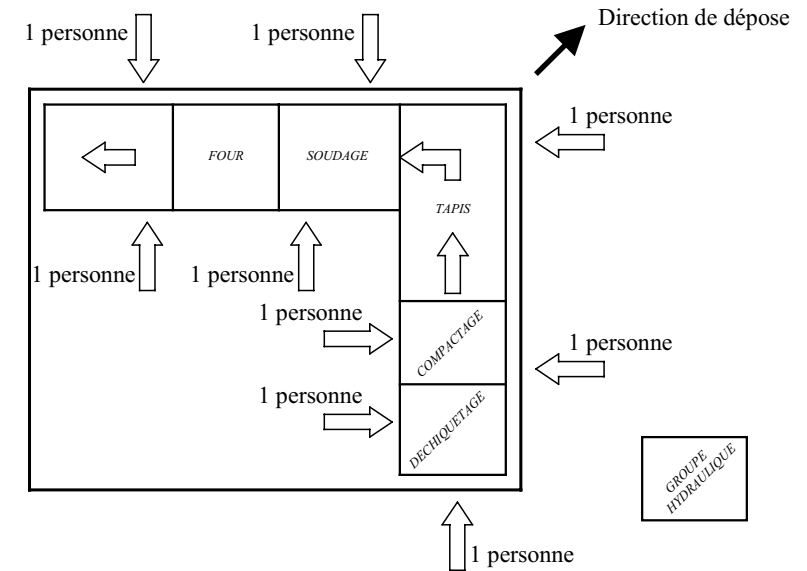 Direction de dépose
1 personne
1 personne
1 personne
FOUR
SOUDAGE
TAPIS
1 personne
1 personne
1 personne
COMPACTAGE
1 personne
1 personne
DECHIQUETAGE
GROUPE
HYDRAULIQUE
1 personne